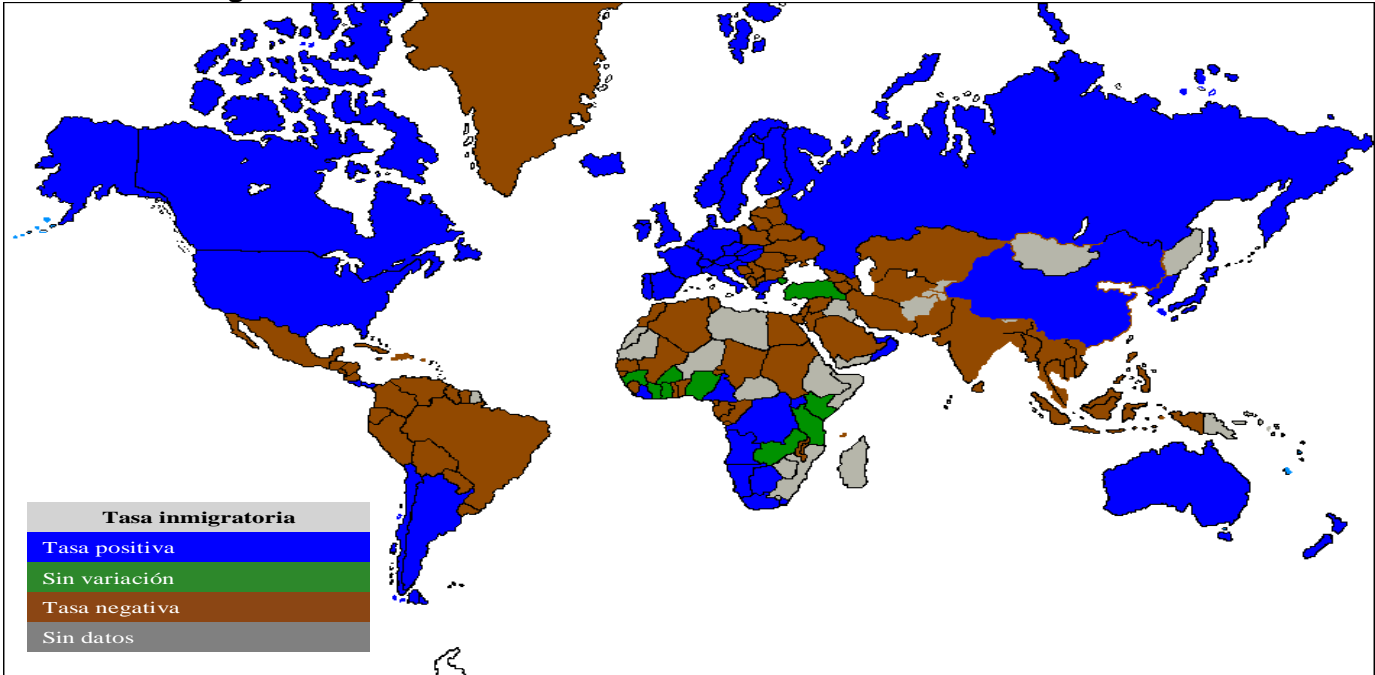 Tasa inmigratoria
Tasa positiva
Sin variación
Tasa negativa
Sin datos